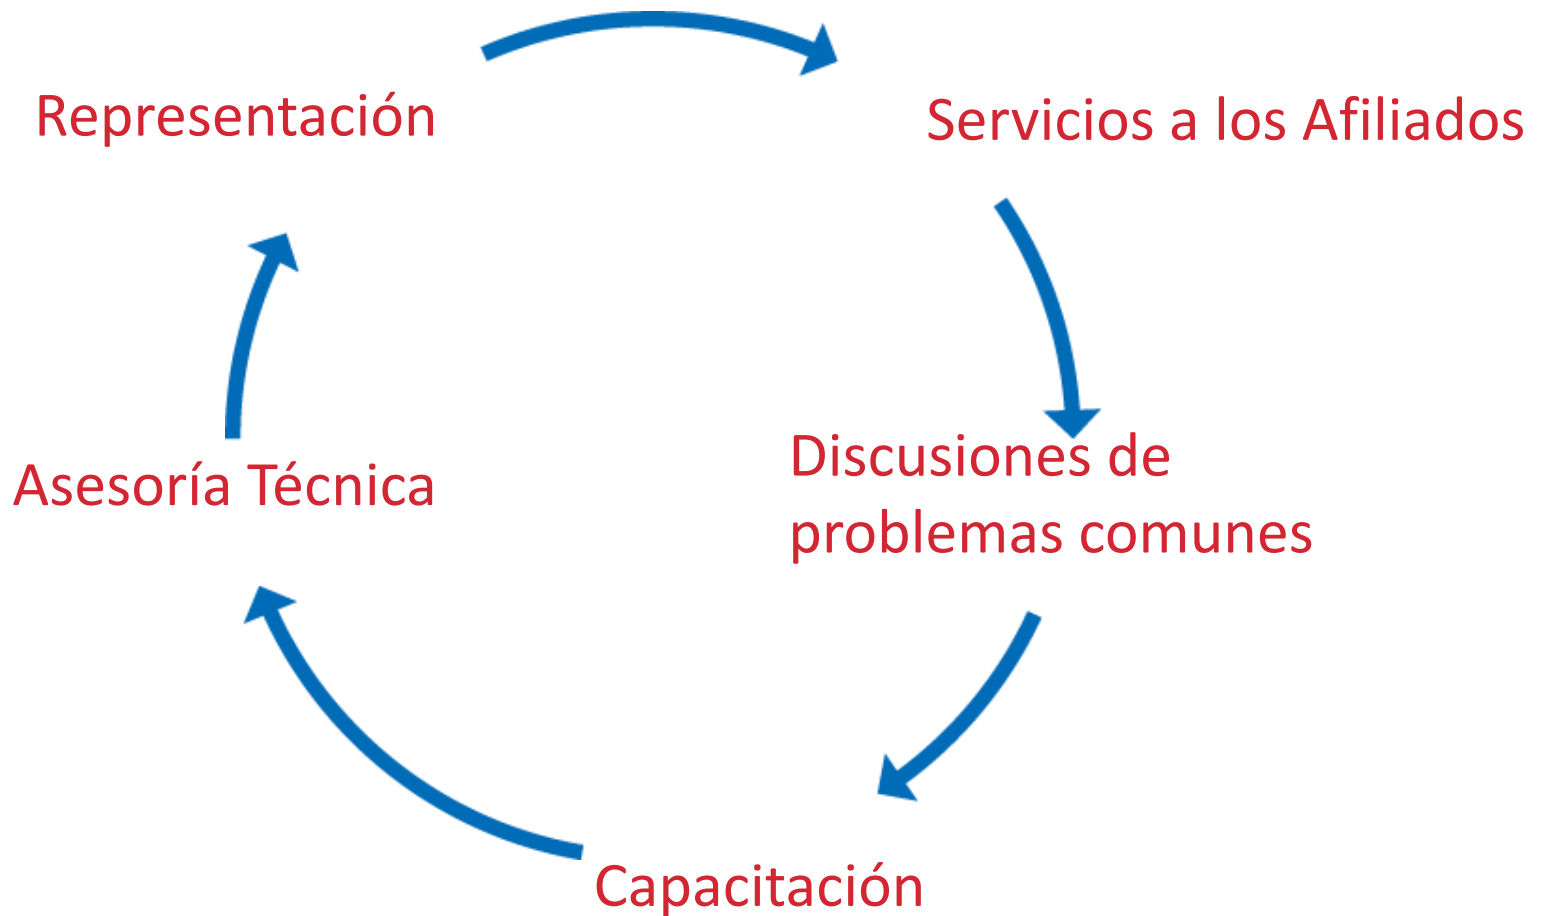 Representación
Servicios a los Afiliados
Discusiones de
problemas comunes
Capacitación
Asesoría Técnica